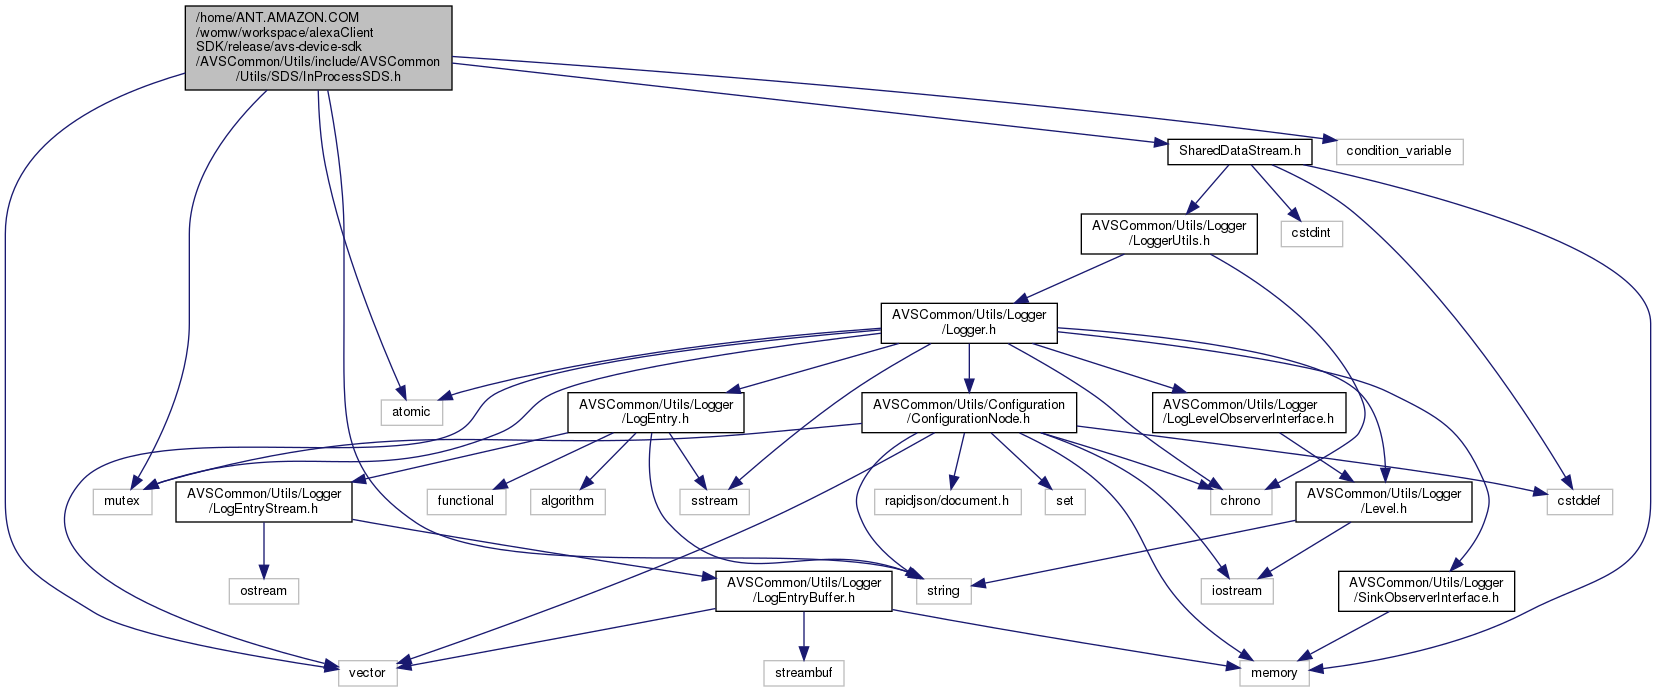 /home/ANT.AMAZON.COM
/womw/workspace/alexaClient
SDK/release/avs-device-sdk
/AVSCommon/Utils/include/AVSCommon
/Utils/SDS/InProcessSDS.h
SharedDataStream.h
condition_variable
AVSCommon/Utils/Logger
/LoggerUtils.h
cstdint
AVSCommon/Utils/Logger
/Logger.h
atomic
AVSCommon/Utils/Logger
/LogEntry.h
AVSCommon/Utils/Configuration
/ConfigurationNode.h
AVSCommon/Utils/Logger
/LogLevelObserverInterface.h
mutex
AVSCommon/Utils/Logger
/LogEntryStream.h
functional
algorithm
sstream
rapidjson/document.h
set
chrono
AVSCommon/Utils/Logger
/Level.h
cstddef
ostream
AVSCommon/Utils/Logger
/LogEntryBuffer.h
string
iostream
AVSCommon/Utils/Logger
/SinkObserverInterface.h
vector
streambuf
memory